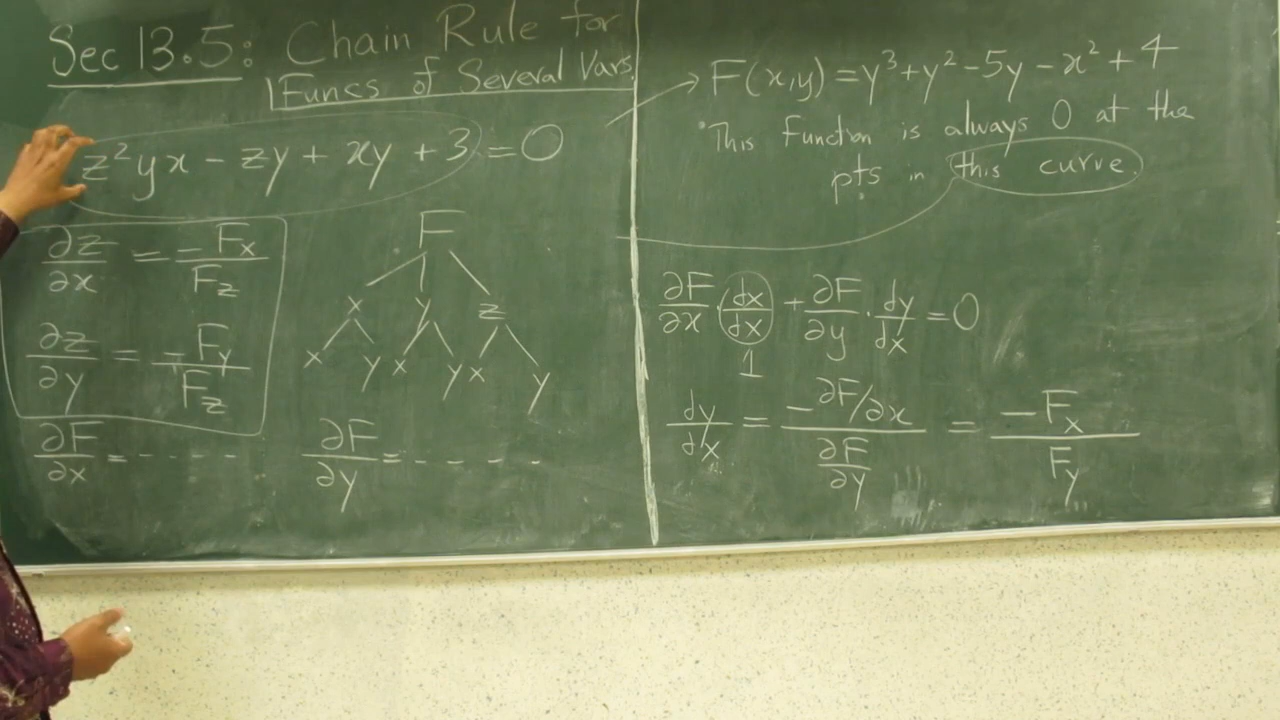 Sec 13.5: Chain Rule for
Funcs of Several Vars
z²yx − zy + xy + 3 = 0
∂z/∂x = −Fx/Fz
∂z/∂y = −Fy/Fz
F
x y z
x y x y x y
∂F/∂x = - - - - -
∂F/∂y = - - - - -
→ F(x,y) = y³+y²−5y−x²+4
This Function is always 0 at the
pts in this curve.
∂F/∂x · dx/dx + ∂F/∂y · dy/dx = 0
1
dy/dx = −∂F/∂x / ∂F/∂y = −Fx/Fy